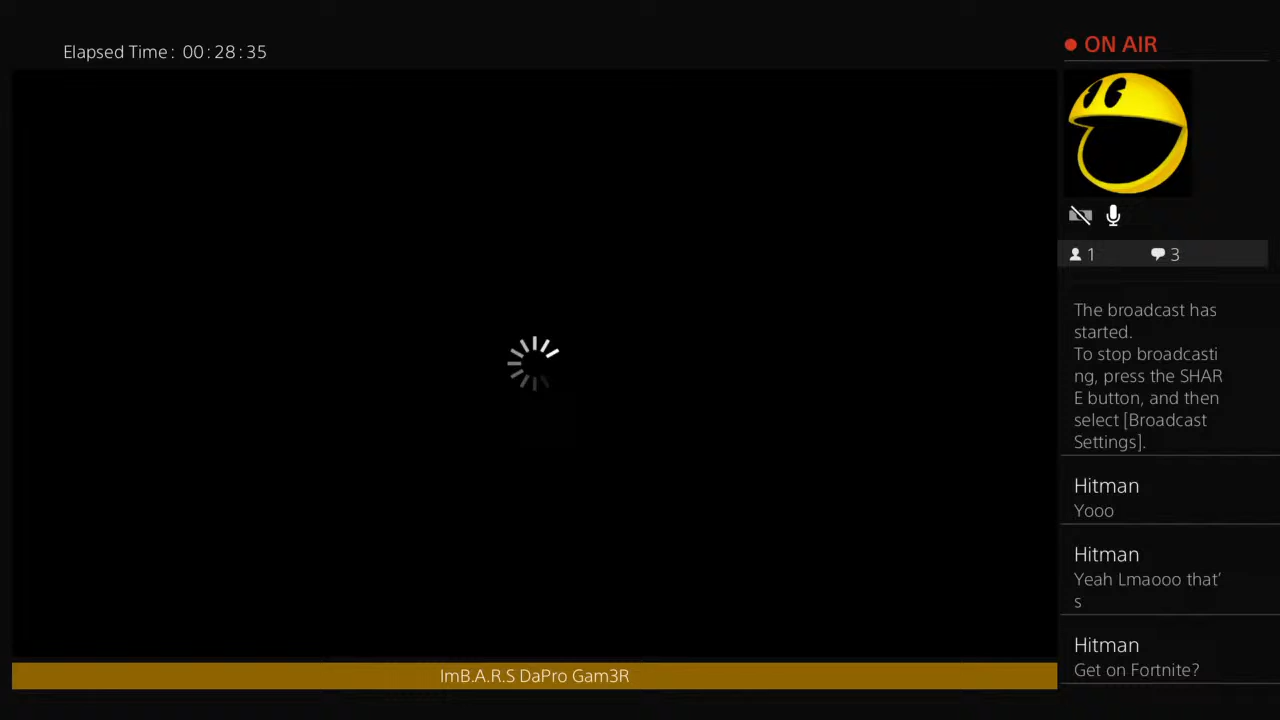 Elapsed Time: 00:28:35
ON AIR
1 3
The broadcast has
started.
To stop broadcasti
ng, press the SHAR
E button, and then
select [Broadcast
Settings].
Hitman
Yooo
Hitman
Yeah Lmaooo that'
s
Hitman
Get on Fortnite?
ImB.A.R.S DaPro Gam3R